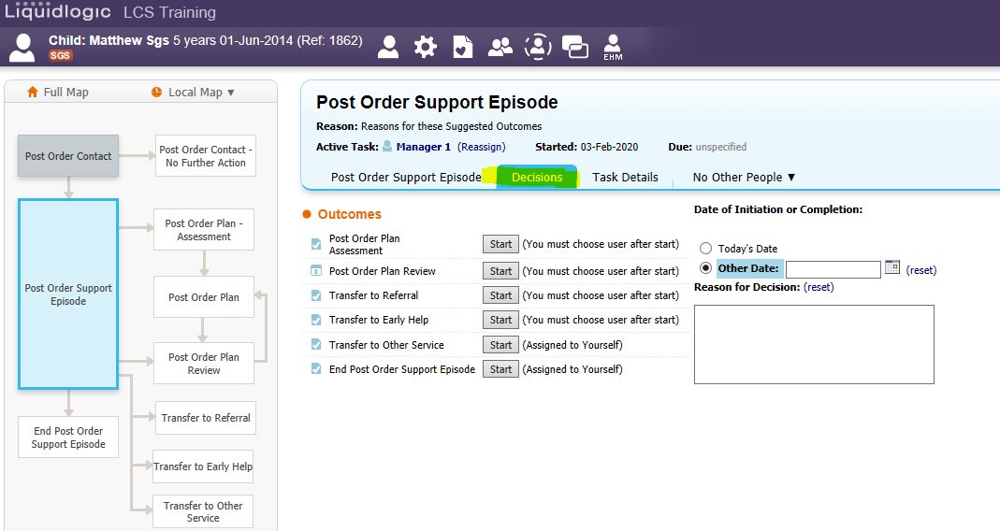 Liquidlogic LCS Training
Child: Matthew Sgs 5 years 01-Jun-2014 (Ref: 1862)
SGS
EHM
Full Map
Local Map ▼
Post Order Contact
Post Order Contact -
No Further Action
Post Order Support
Episode
Post Order Plan -
Assessment
Post Order Plan
Post Order Plan
Review
Transfer to Referral
End Post Order
Support Episode
Transfer to Early Help
Transfer to Other
Service
Post Order Support Episode
Reason: Reasons for these Suggested Outcomes
Active Task: Manager 1 (Reassign) Started: 03-Feb-2020 Due: unspecified
Post Order Support Episode Decisions Task Details No Other People ▼
Outcomes
Post Order Plan
Assessment
Start (You must choose user after start)
1 Post Order Plan Review Start (You must choose user after start)
Transfer to Referral Start (You must choose user after start)
Transfer to Early Help Start (You must choose user after start)
Transfer to Other Service Start (Assigned to Yourself)
End Post Order Support Episode Start (Assigned to Yourself)
Date of Initiation or Completion:
Today's Date
Other Date: (reset)
Reason for Decision: (reset)